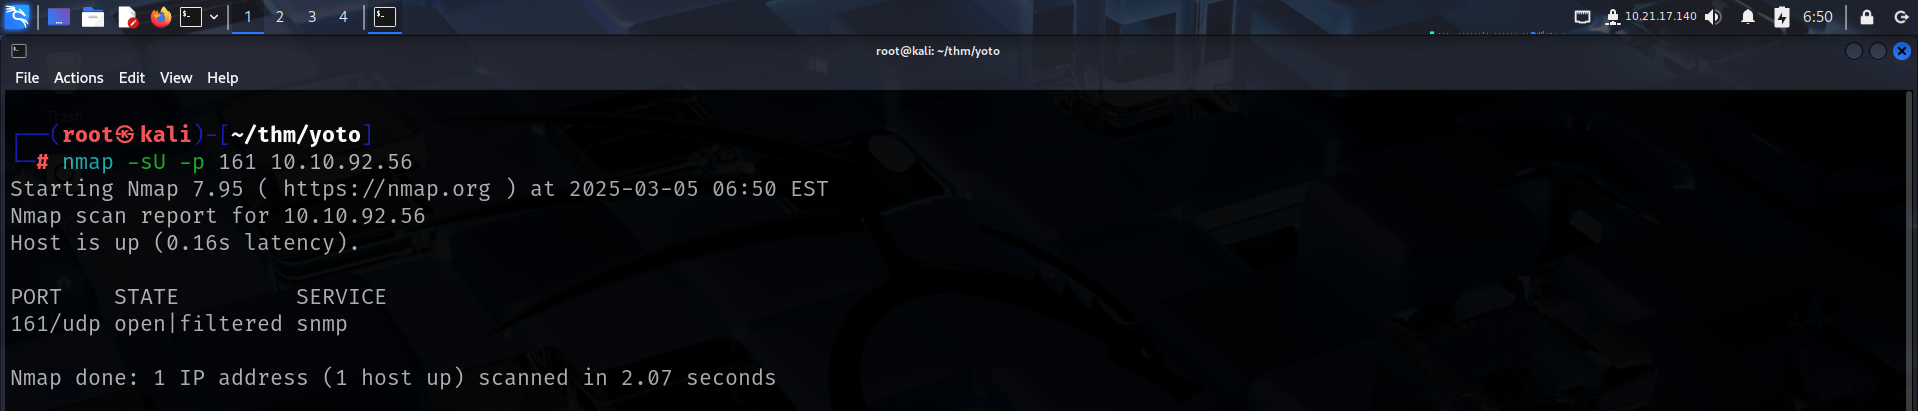 1 2 3 4
10.21.17.140
6:50
root@kali: ~/thm/yoto
File Actions Edit View Help
Trash
┌──(root㉿kali)-[~/thm/yoto]
└─# nmap -sU -p 161 10.10.92.56
Starting Nmap 7.95 ( https://nmap.org ) at 2025-03-05 06:50 EST
Nmap scan report for 10.10.92.56
Host is up (0.16s latency).
PORT STATE SERVICE
161/udp open|filtered snmp
Nmap done: 1 IP address (1 host up) scanned in 2.07 seconds